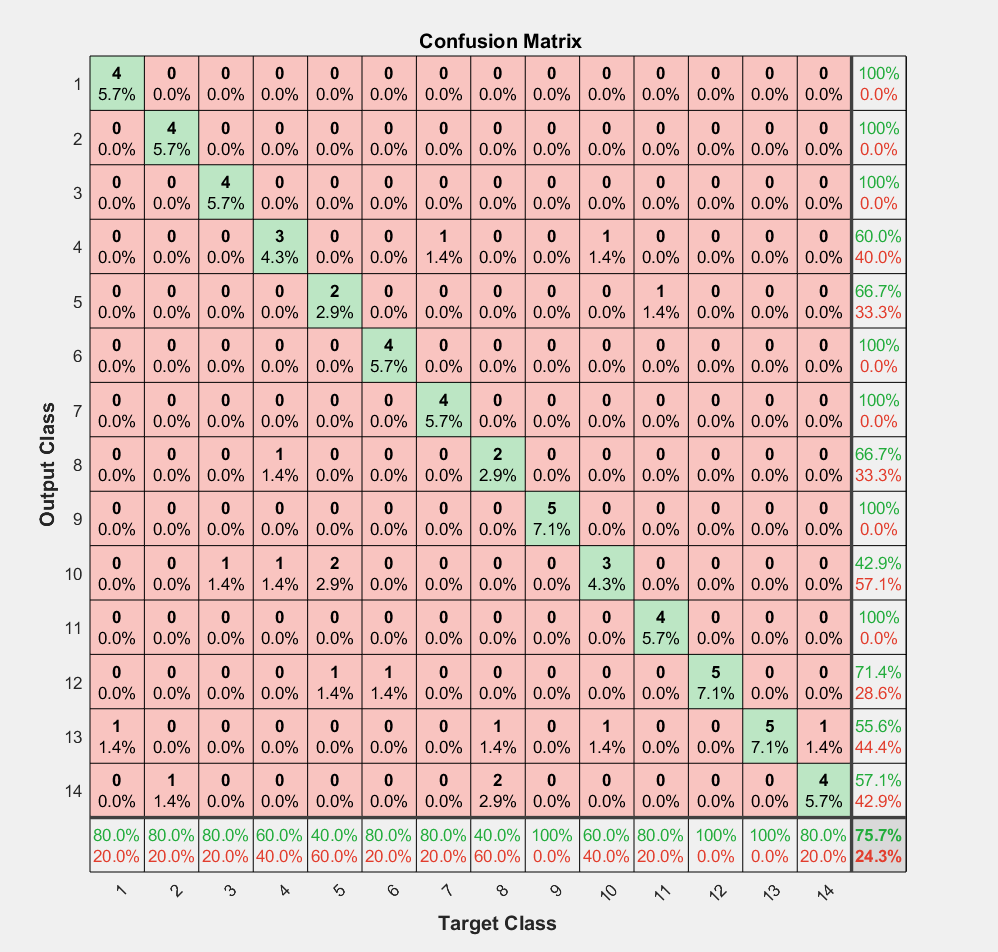 Confusion Matrix
1 4 0 0 0 0 0 0 0 0 0 0 0 0 0 100%
5.7% 0.0% 0.0% 0.0% 0.0% 0.0% 0.0% 0.0% 0.0% 0.0% 0.0% 0.0% 0.0% 0.0% 0.0%
2 0 4 0 0 0 0 0 0 0 0 0 0 0 0 100%
0.0% 5.7% 0.0% 0.0% 0.0% 0.0% 0.0% 0.0% 0.0% 0.0% 0.0% 0.0% 0.0% 0.0% 0.0%
3 0 0 4 0 0 0 0 0 0 0 0 0 0 0 100%
0.0% 0.0% 5.7% 0.0% 0.0% 0.0% 0.0% 0.0% 0.0% 0.0% 0.0% 0.0% 0.0% 0.0% 0.0%
4 0 0 0 3 0 0 1 0 0 1 0 0 0 0 60.0%
0.0% 0.0% 0.0% 4.3% 0.0% 0.0% 1.4% 0.0% 0.0% 1.4% 0.0% 0.0% 0.0% 0.0% 40.0%
5 0 0 0 0 2 0 0 0 0 0 1 0 0 0 66.7%
0.0% 0.0% 0.0% 0.0% 2.9% 0.0% 0.0% 0.0% 0.0% 0.0% 1.4% 0.0% 0.0% 0.0% 33.3%
6 0 0 0 0 0 4 0 0 0 0 0 0 0 0 100%
0.0% 0.0% 0.0% 0.0% 0.0% 5.7% 0.0% 0.0% 0.0% 0.0% 0.0% 0.0% 0.0% 0.0% 0.0%
7 0 0 0 0 0 0 4 0 0 0 0 0 0 0 100%
0.0% 0.0% 0.0% 0.0% 0.0% 0.0% 5.7% 0.0% 0.0% 0.0% 0.0% 0.0% 0.0% 0.0% 0.0%
8 0 0 0 1 0 0 0 2 0 0 0 0 0 0 66.7%
0.0% 0.0% 0.0% 1.4% 0.0% 0.0% 0.0% 2.9% 0.0% 0.0% 0.0% 0.0% 0.0% 0.0% 33.3%
9 0 0 0 0 0 0 0 0 5 0 0 0 0 0 100%
0.0% 0.0% 0.0% 0.0% 0.0% 0.0% 0.0% 0.0% 7.1% 0.0% 0.0% 0.0% 0.0% 0.0% 0.0%
10 0 0 1 1 2 0 0 0 0 3 0 0 0 0 42.9%
0.0% 0.0% 1.4% 1.4% 2.9% 0.0% 0.0% 0.0% 0.0% 4.3% 0.0% 0.0% 0.0% 0.0% 57.1%
11 0 0 0 0 0 0 0 0 0 0 4 0 0 0 100%
0.0% 0.0% 0.0% 0.0% 0.0% 0.0% 0.0% 0.0% 0.0% 0.0% 5.7% 0.0% 0.0% 0.0% 0.0%
12 0 0 0 0 1 1 0 0 0 0 0 5 0 0 71.4%
0.0% 0.0% 0.0% 0.0% 1.4% 1.4% 0.0% 0.0% 0.0% 0.0% 0.0% 7.1% 0.0% 0.0% 28.6%
13 1 0 0 0 0 0 0 1 0 1 0 0 5 1 55.6%
1.4% 0.0% 0.0% 0.0% 0.0% 0.0% 0.0% 1.4% 0.0% 1.4% 0.0% 0.0% 7.1% 1.4% 44.4%
14 0 1 0 0 0 0 0 2 0 0 0 0 0 4 57.1%
0.0% 1.4% 0.0% 0.0% 0.0% 0.0% 0.0% 2.9% 0.0% 0.0% 0.0% 0.0% 0.0% 5.7% 42.9%
80.0% 80.0% 80.0% 60.0% 40.0% 80.0% 80.0% 40.0% 100% 60.0% 80.0% 100% 100% 80.0% 75.7%
20.0% 20.0% 20.0% 40.0% 60.0% 20.0% 20.0% 60.0% 0.0% 40.0% 20.0% 0.0% 0.0% 20.0% 24.3%
1 2 3 4 5 6 7 8 9 10 11 12 13 14
Target Class
Output Class